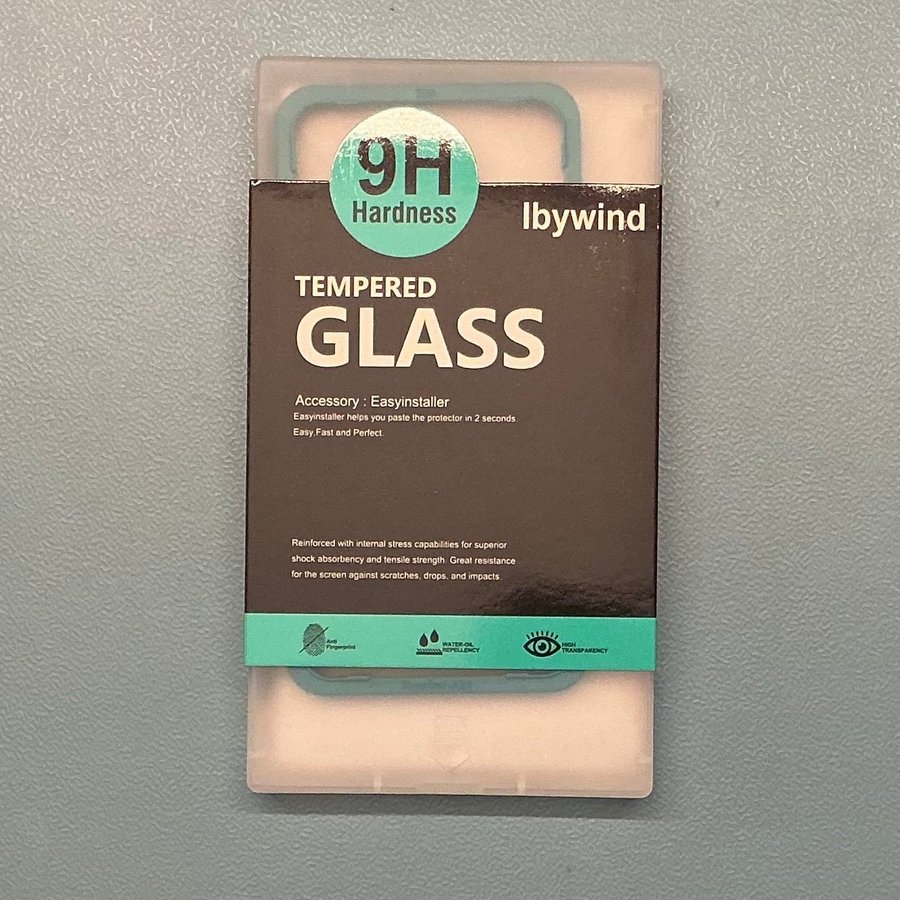 9H
Hardness
Ibywind
TEMPERED
GLASS
Accessory : Easyinstaller
Easyinstaller helps you paste the protector in 2 seconds.
Easy,Fast and Perfect.
Reinforced with internal stress capabilities for superior
shock absorbency and tensile strength. Great resistance
for the screen against scratches, drops, and impacts.
Anti
Fingerprint
WATER-OIL
REPELLENCY
HIGH
TRANSPARENCY